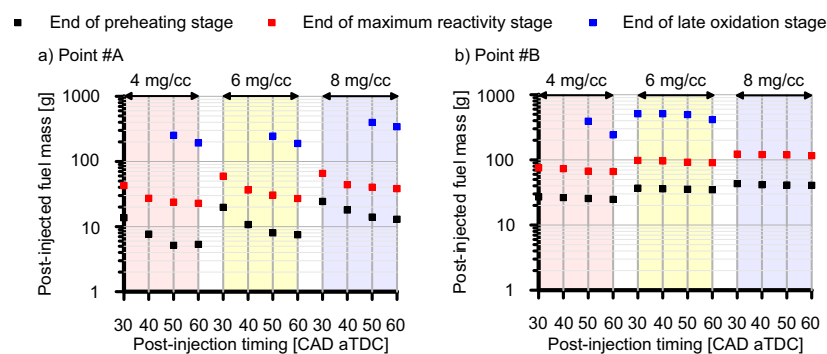 End of preheating stage End of maximum reactivity stage End of late oxidation stage
a) Point #A
b) Point #B
4 mg/cc 6 mg/cc 8 mg/cc
4 mg/cc 6 mg/cc 8 mg/cc
Post-injected fuel mass [g]
1000
100
10
1
30 40 50 60 30 40 50 60 30 40 50 60
Post-injection timing [CAD aTDC]
Post-injected fuel mass [g]
1000
100
10
1
30 40 50 60 30 40 50 60 30 40 50 60
Post-injection timing [CAD aTDC]